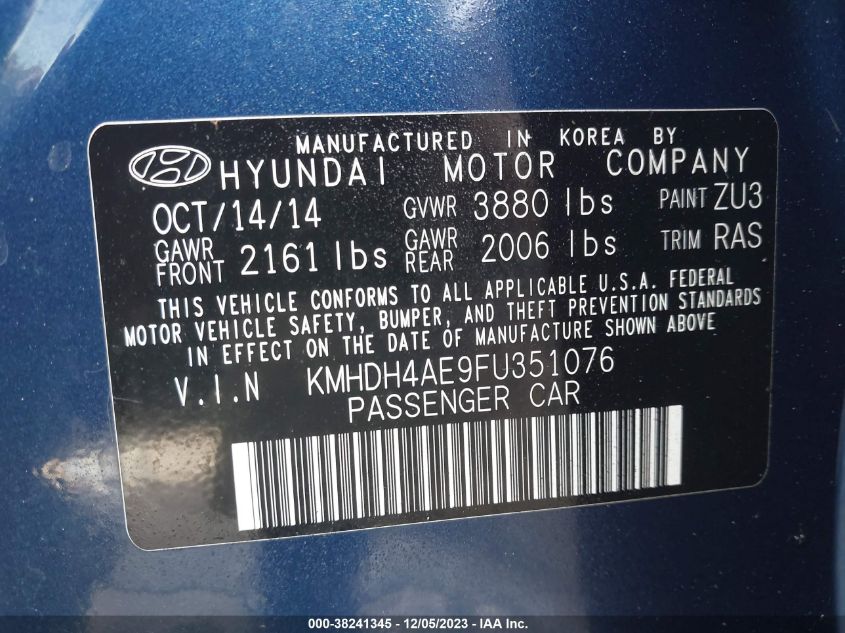 MANUFACTURED IN KOREA BY
HYUNDAI MOTOR COMPANY
OCT/14/14 GVWR 3880 lbs PAINT ZU3
GAWR FRONT 2161 lbs GAWR REAR 2006 lbs TRIM RAS
THIS VEHICLE CONFORMS TO ALL APPLICABLE U.S.A. FEDERAL
MOTOR VEHICLE SAFETY, BUMPER, AND THEFT PREVENTION STANDARDS
IN EFFECT ON THE DATE OF MANUFACTURE SHOWN ABOVE
V.I.N KMHDH4AE9FU351076
PASSENGER CAR
000-38241345 - 12/05/2023 - IAAI.COM